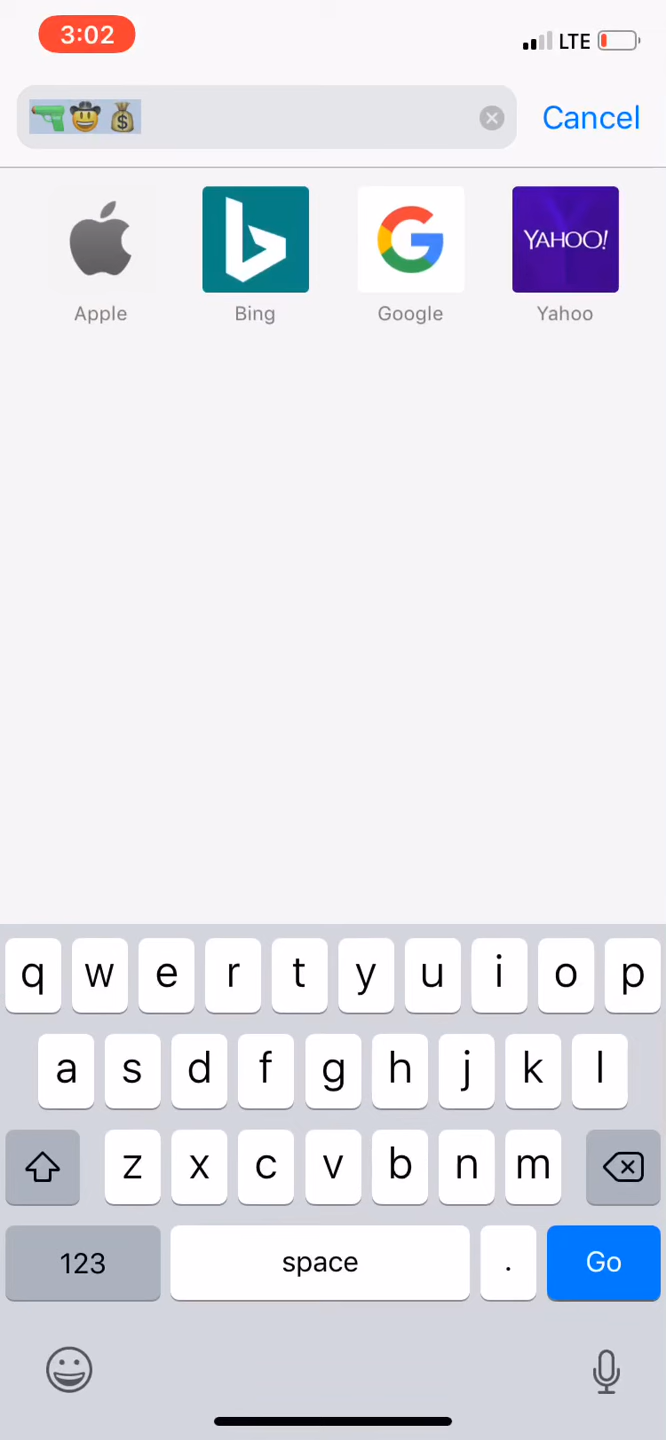 3:02 LTE
🔫🤠💰 Cancel
YAHOO!
Apple Bing Google Yahoo
q w e r t y u i o p
a s d f g h j k l
z x c v b n m
123 space . Go